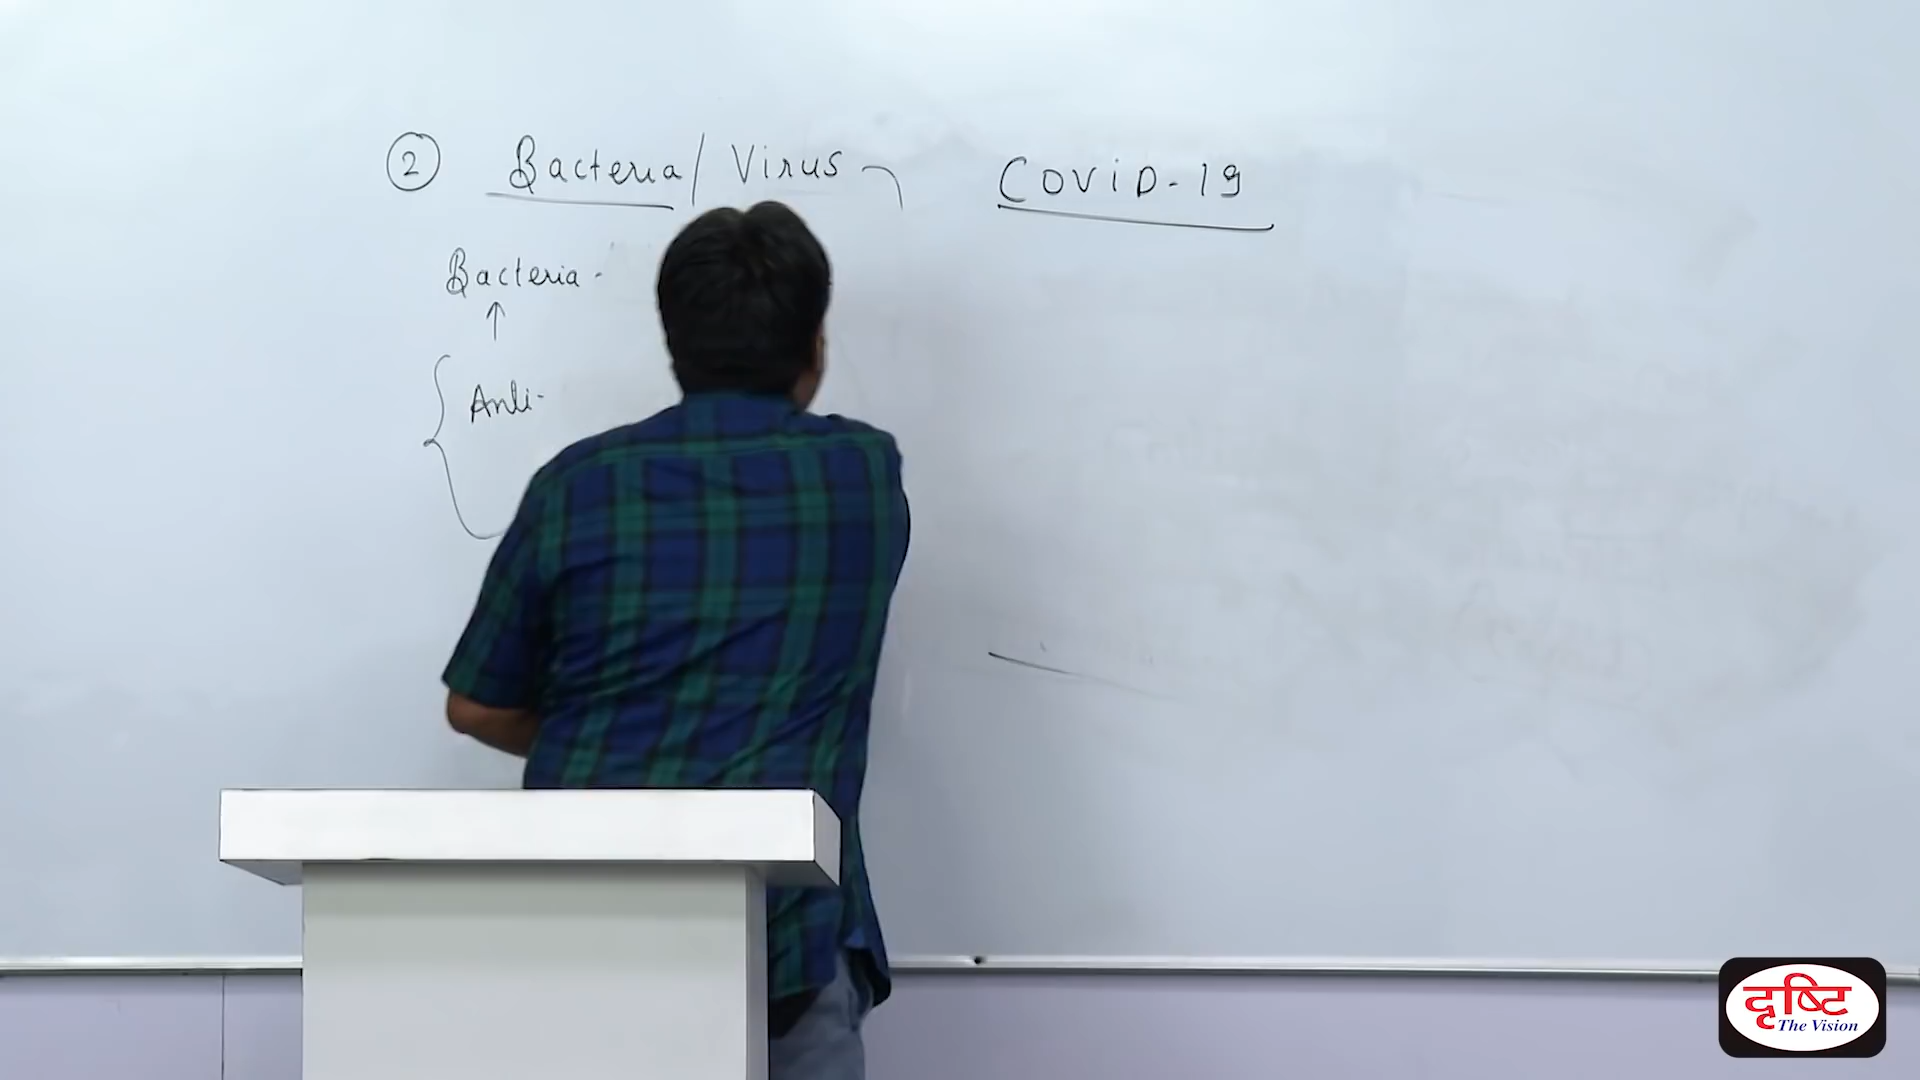 ② Bacteria / Virus
Covid-19
Bacteria -
↑
Anti-
दृष्टि
The Vision